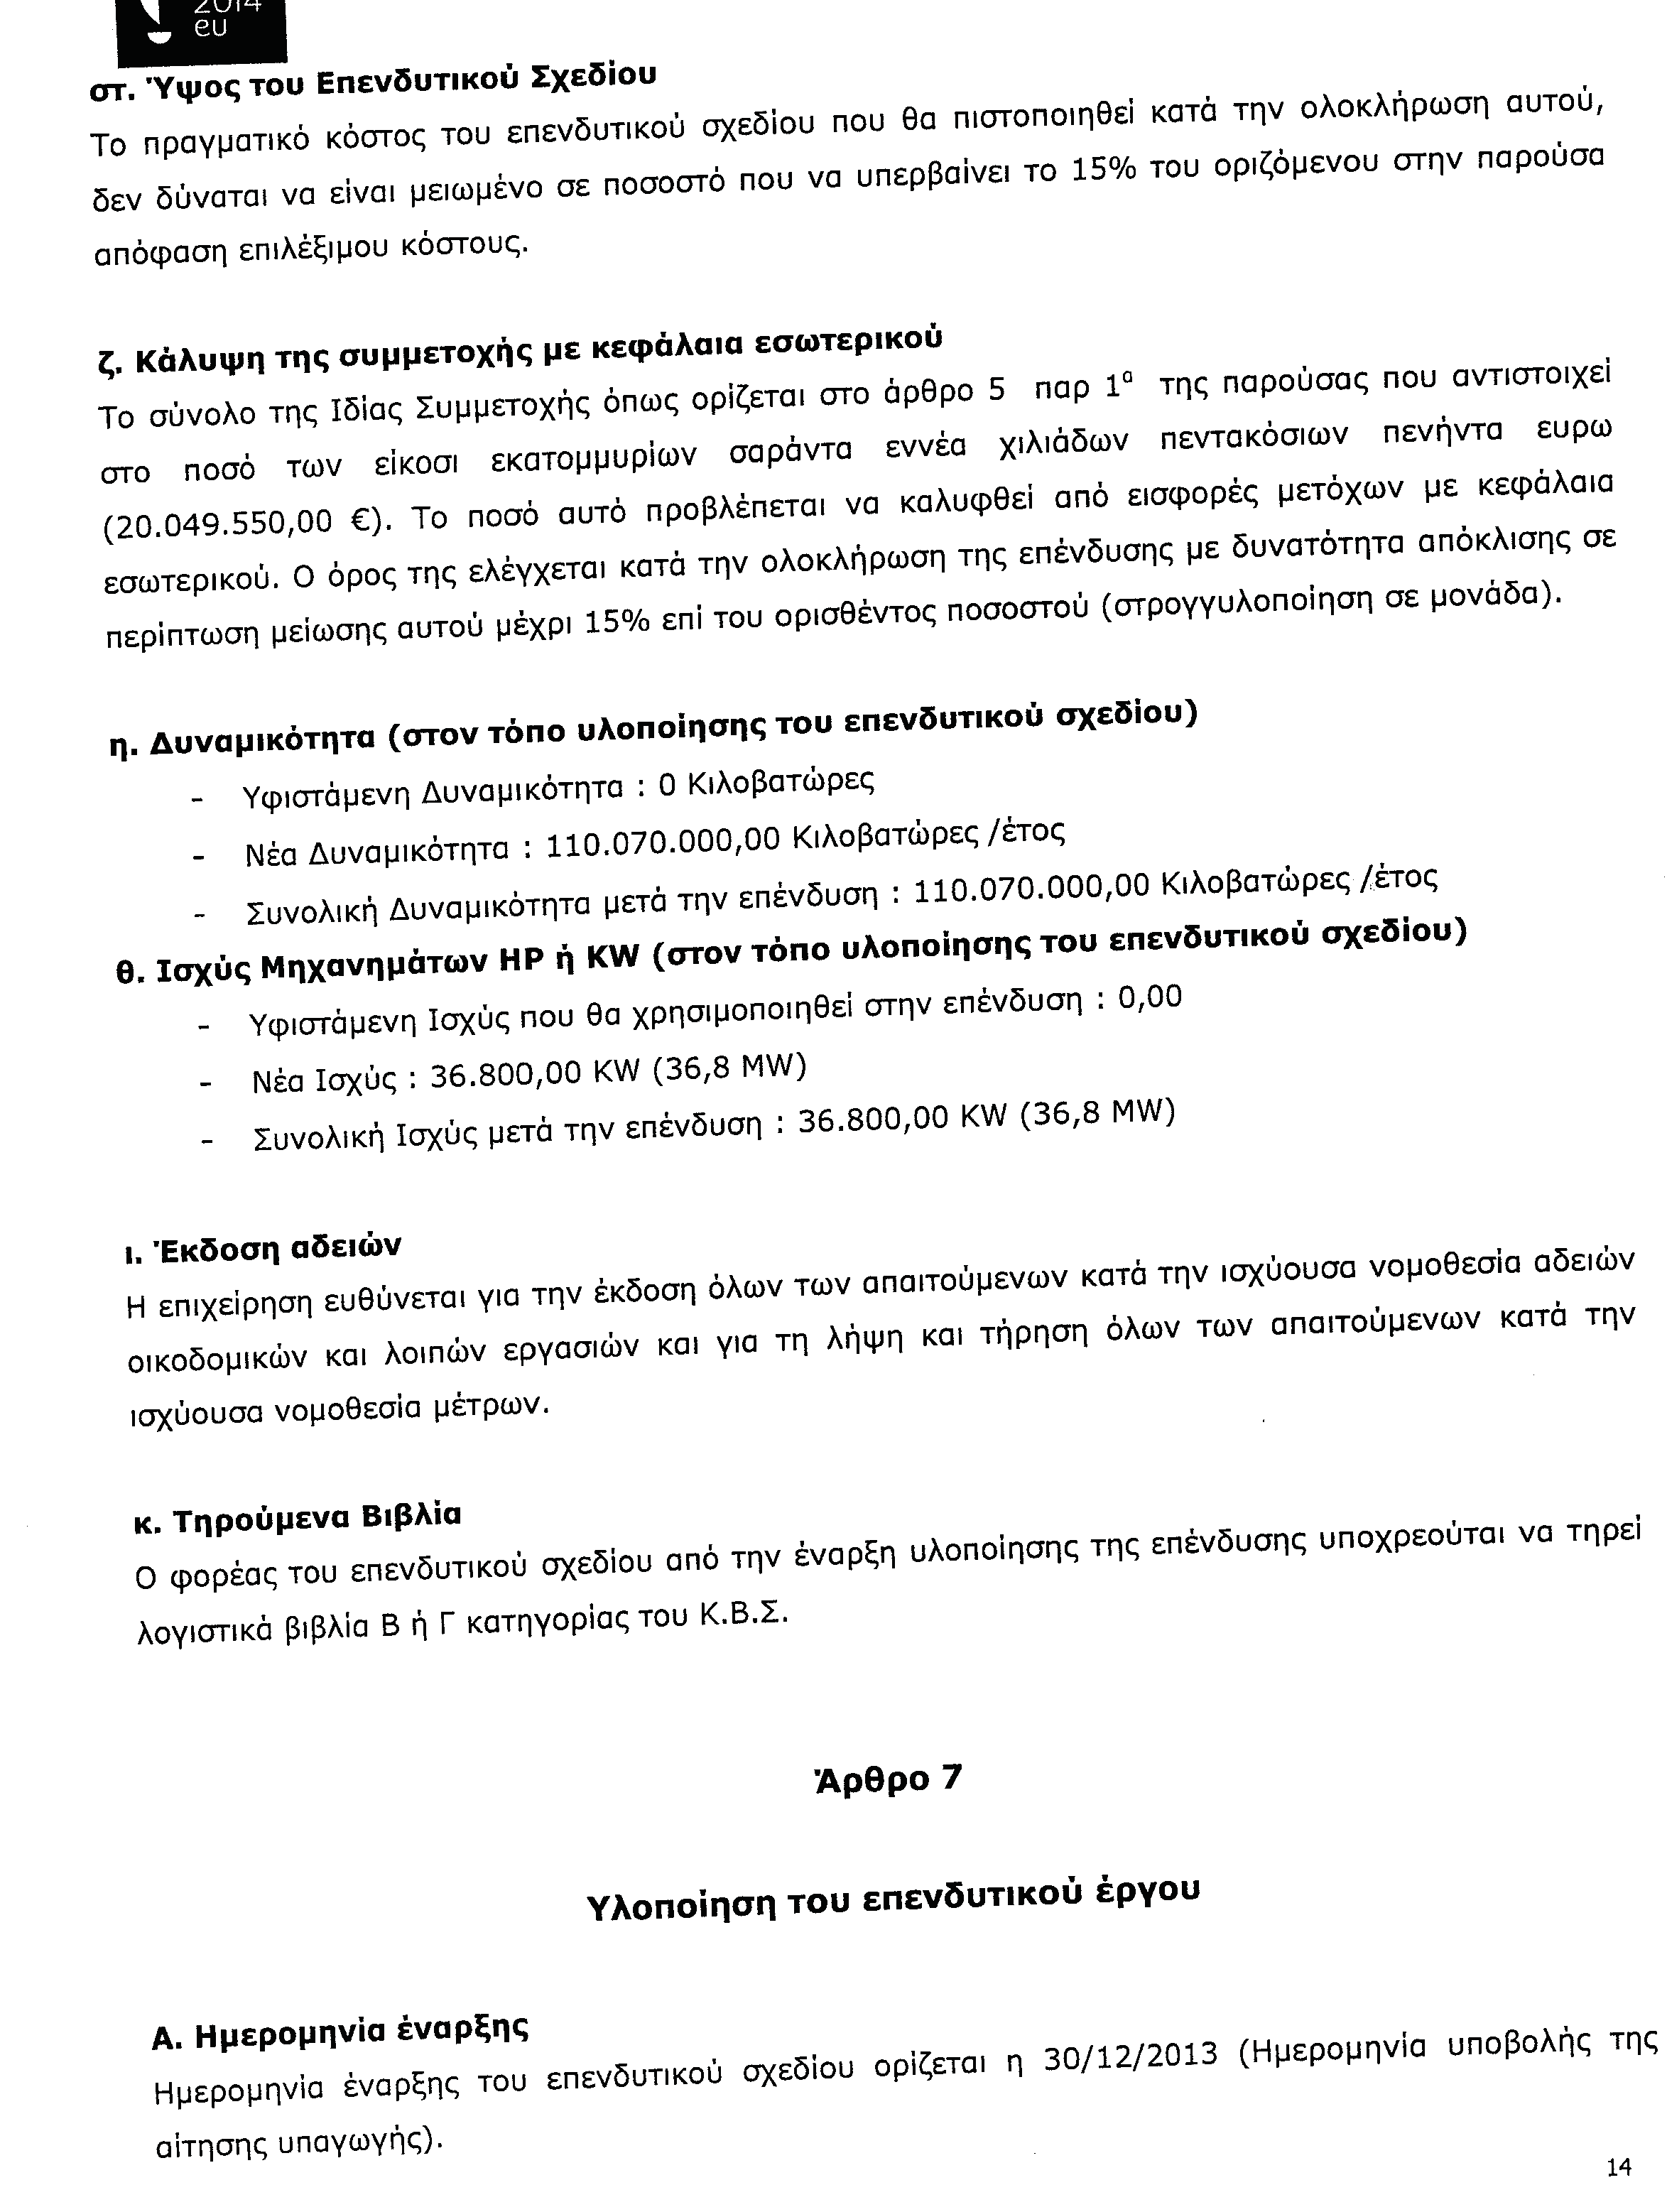 2014
eu
στ. Ύψος του Επενδυτικού Σχεδίου
Το πραγματικό κόστος του επενδυτικού σχεδίου που θα πιστοποιηθεί κατά την ολοκλήρωση αυτού,
δεν δύναται να είναι μειωμένο σε ποσοστό που να υπερβαίνει το 15% του οριζόμενου στην παρούσα
απόφαση επιλέξιμου κόστους.
ζ. Κάλυψη της συμμετοχής με κεφάλαια εσωτερικού
Το σύνολο της Ιδίας Συμμετοχής όπως ορίζεται στο άρθρο 5 παρ 1α της παρούσας που αντιστοιχεί
στο ποσό των είκοσι εκατομμυρίων σαράντα εννέα χιλιάδων πεντακόσιων πενήντα ευρω
(20.049.550,00 €). Το ποσό αυτό προβλέπεται να καλυφθεί από εισφορές μετόχων με κεφάλαια
εσωτερικού. Ο όρος της ελέγχεται κατά την ολοκλήρωση της επένδυσης με δυνατότητα απόκλισης σε
περίπτωση μείωσης αυτού μέχρι 15% επί του ορισθέντος ποσοστού (στρογγυλοποίηση σε μονάδα).
η. Δυναμικότητα (στον τόπο υλοποίησης του επενδυτικού σχεδίου)
- Υφιστάμενη Δυναμικότητα : 0 Κιλοβατώρες
- Νέα Δυναμικότητα : 110.070.000,00 Κιλοβατώρες /έτος
- Συνολική Δυναμικότητα μετά την επένδυση : 110.070.000,00 Κιλοβατώρες /έτος
θ. Ισχύς Μηχανημάτων HP ή KW (στον τόπο υλοποίησης του επενδυτικού σχεδίου)
- Υφιστάμενη Ισχύς που θα χρησιμοποιηθεί στην επένδυση : 0,00
- Νέα Ισχύς : 36.800,00 KW (36,8 MW)
- Συνολική Ισχύς μετά την επένδυση : 36.800,00 KW (36,8 MW)
ι. Έκδοση αδειών
Η επιχείρηση ευθύνεται για την έκδοση όλων των απαιτούμενων κατά την ισχύουσα νομοθεσία αδειών
οικοδομικών και λοιπών εργασιών και για τη λήψη και τήρηση όλων των απαιτούμενων κατά την
ισχύουσα νομοθεσία μέτρων.
κ. Τηρούμενα Βιβλία
Ο φορέας του επενδυτικού σχεδίου από την έναρξη υλοποίησης της επένδυσης υποχρεούται να τηρεί
λογιστικά βιβλία Β ή Γ κατηγορίας του Κ.Β.Σ.
Άρθρο 7
Υλοποίηση του επενδυτικού έργου
Α. Ημερομηνία έναρξης
Ημερομηνία έναρξης του επενδυτικού σχεδίου ορίζεται η 30/12/2013 (Ημερομηνία υποβολής της
αίτησης υπαγωγής).
14